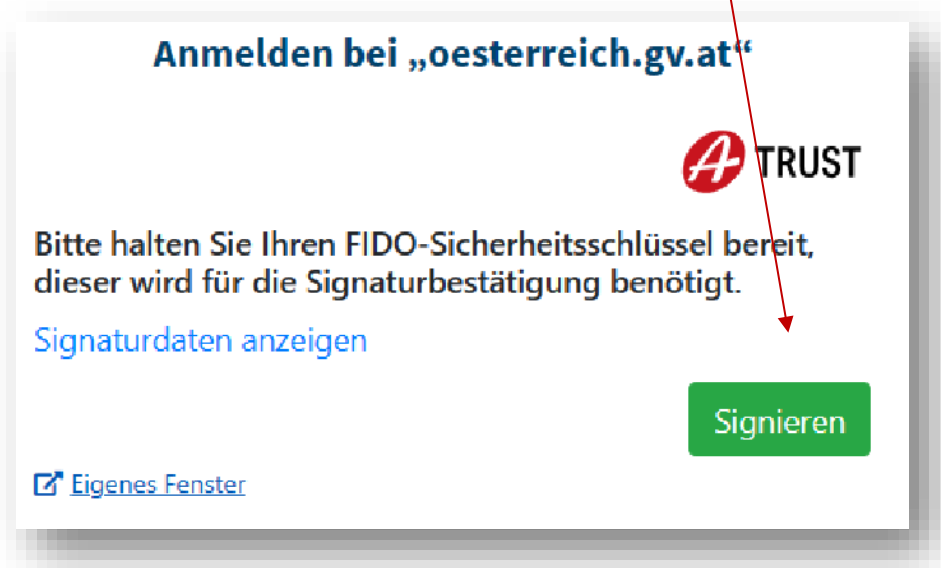 Anmelden bei „oesterreich.gv.at“
A TRUST
Bitte halten Sie Ihren FIDO-Sicherheitsschlüssel bereit,
dieser wird für die Signaturbestätigung benötigt.
Signaturdaten anzeigen
Signieren
Eigenes Fenster